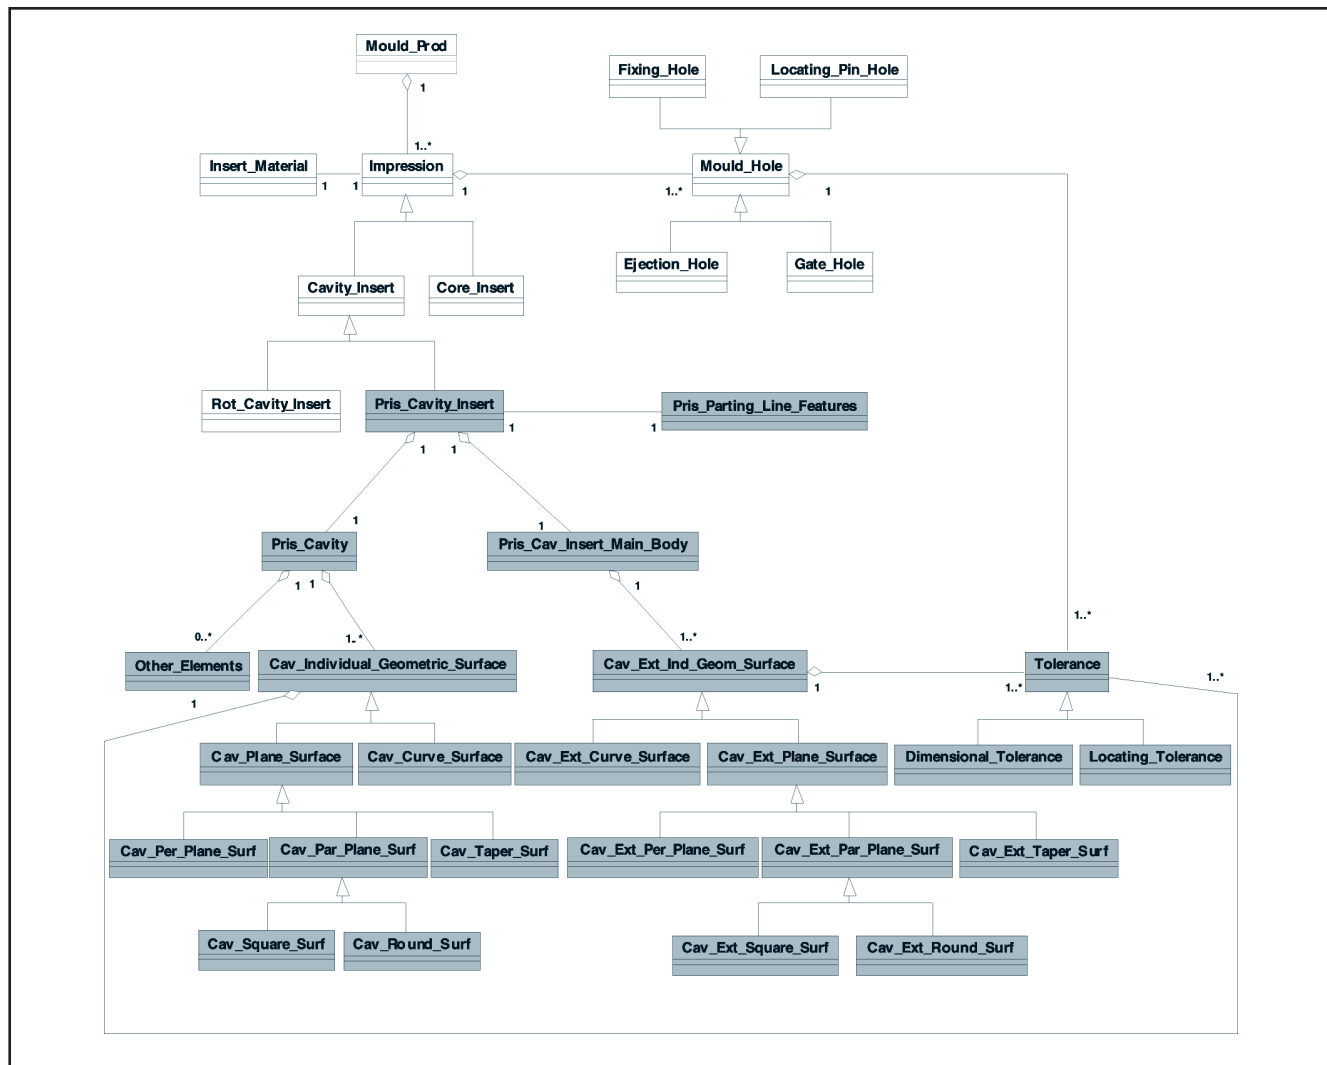 Mould_Prod
Fixing_Hole
Locating_Pin_Hole
1
1..*
Insert_Material
Impression
Mould_Hole
1
1
1
1..*
1
Ejection_Hole
Gate_Hole
Cavity_Insert
Core_Insert
Rot_Cavity_Insert
Pris_Cavity_Insert
Pris_Parting_Line_Features
1
1
1
1
1
1
Pris_Cavity
Pris_Cav_Insert_Main_Body
1
1
1
0..*
1..*
1..*
1..*
Other_Elements
Cav_Individual_Geometric_Surface
Cav_Ext_Ind_Geom_Surface
Tolerance
1
1
1..*
1..*
Cav_Plane_Surface
Cav_Curve_Surface
Cav_Ext_Curve_Surface
Cav_Ext_Plane_Surface
Dimensional_Tolerance
Locating_Tolerance
Cav_Per_Plane_Surf
Cav_Par_Plane_Surf
Cav_Taper_Surf
Cav_Ext_Per_Plane_Surf
Cav_Ext_Par_Plane_Surf
Cav_Ext_Taper_Surf
Cav_Square_Surf
Cav_Round_Surf
Cav_Ext_Square_Surf
Cav_Ext_Round_Surf